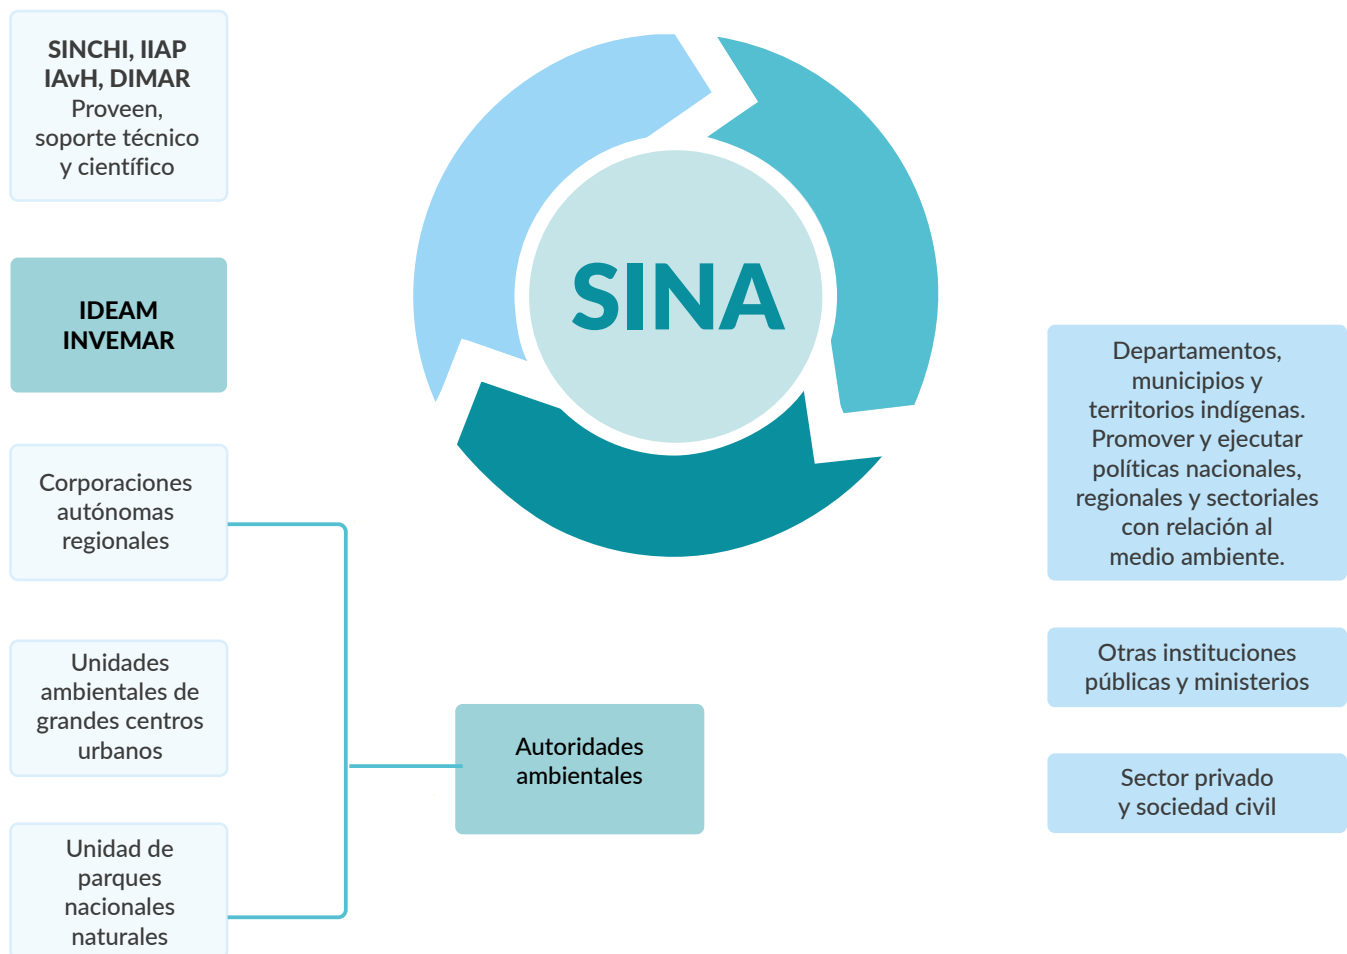 SINCHI, IIAP
IAvH, DIMAR
Proveen,
soporte técnico
y científico
IDEAM
INVEMAR
Corporaciones
autónomas
regionales
Unidades
ambientales de
grandes centros
urbanos
Unidad de
parques
nacionales
naturales
SINA
Autoridades
ambientales
Departamentos,
municipios y
territorios indígenas.
Promover y ejecutar
políticas nacionales,
regionales y sectoriales
con relación al
medio ambiente.
Otras instituciones
públicas y ministerios
Sector privado
y sociedad civil